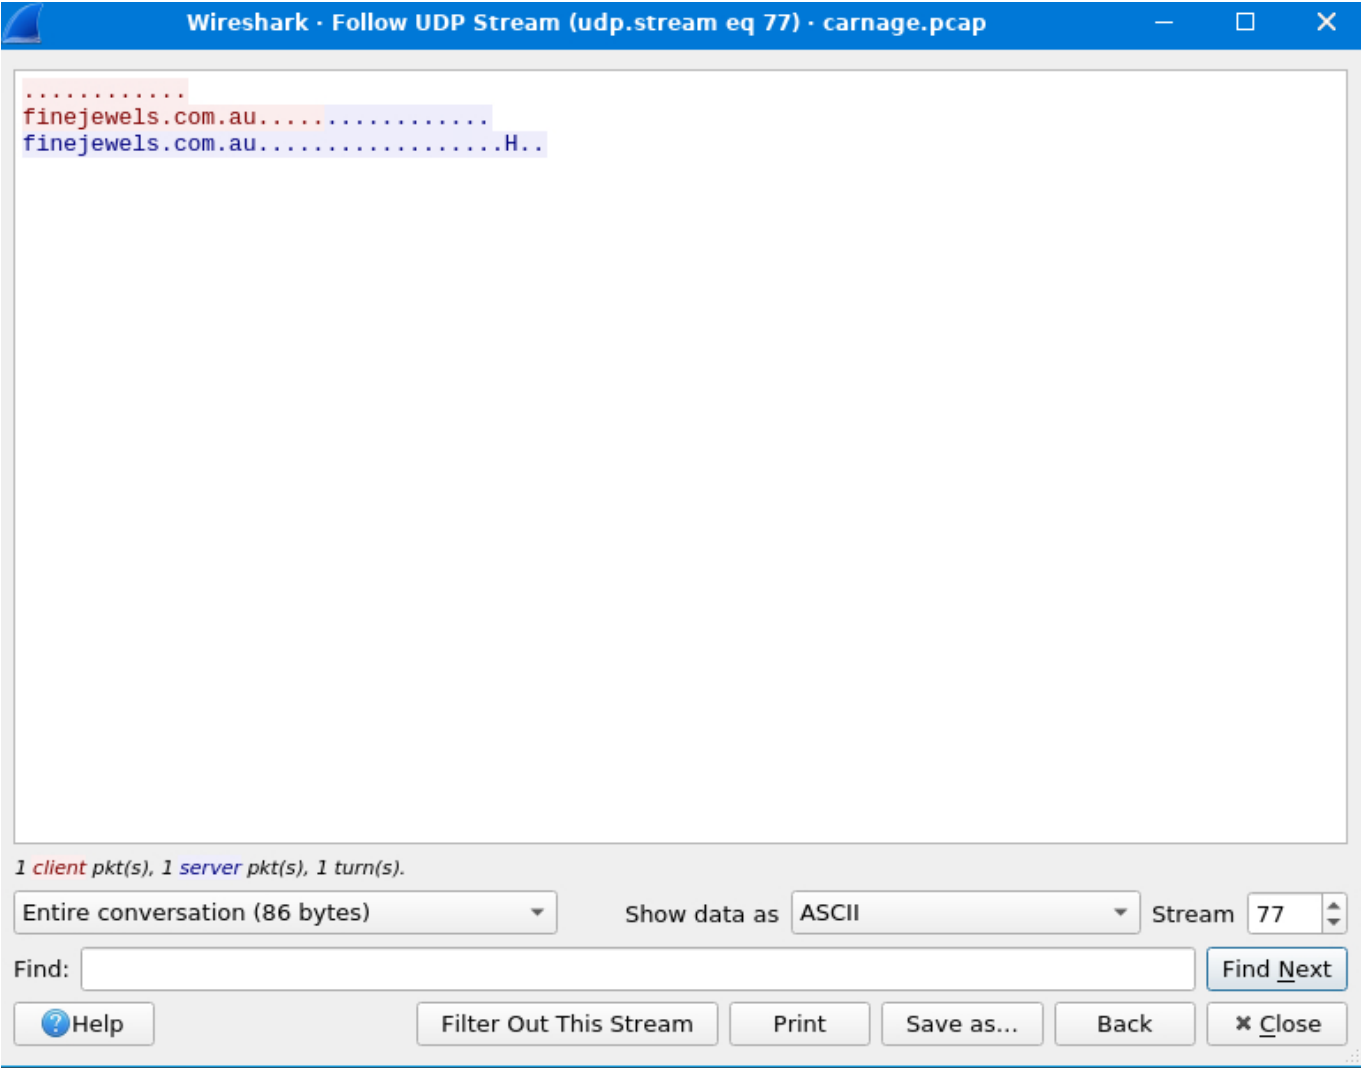 Wireshark · Follow UDP Stream (udp.stream eq 77) · carnage.pcap
............
finejewels.com.au.................
finejewels.com.au..................H..
1 client pkt(s), 1 server pkt(s), 1 turn(s).
Entire conversation (86 bytes)
Show data as ASCII
Stream 77
Find:
Find Next
Help
Filter Out This Stream
Print
Save as...
Back
Close